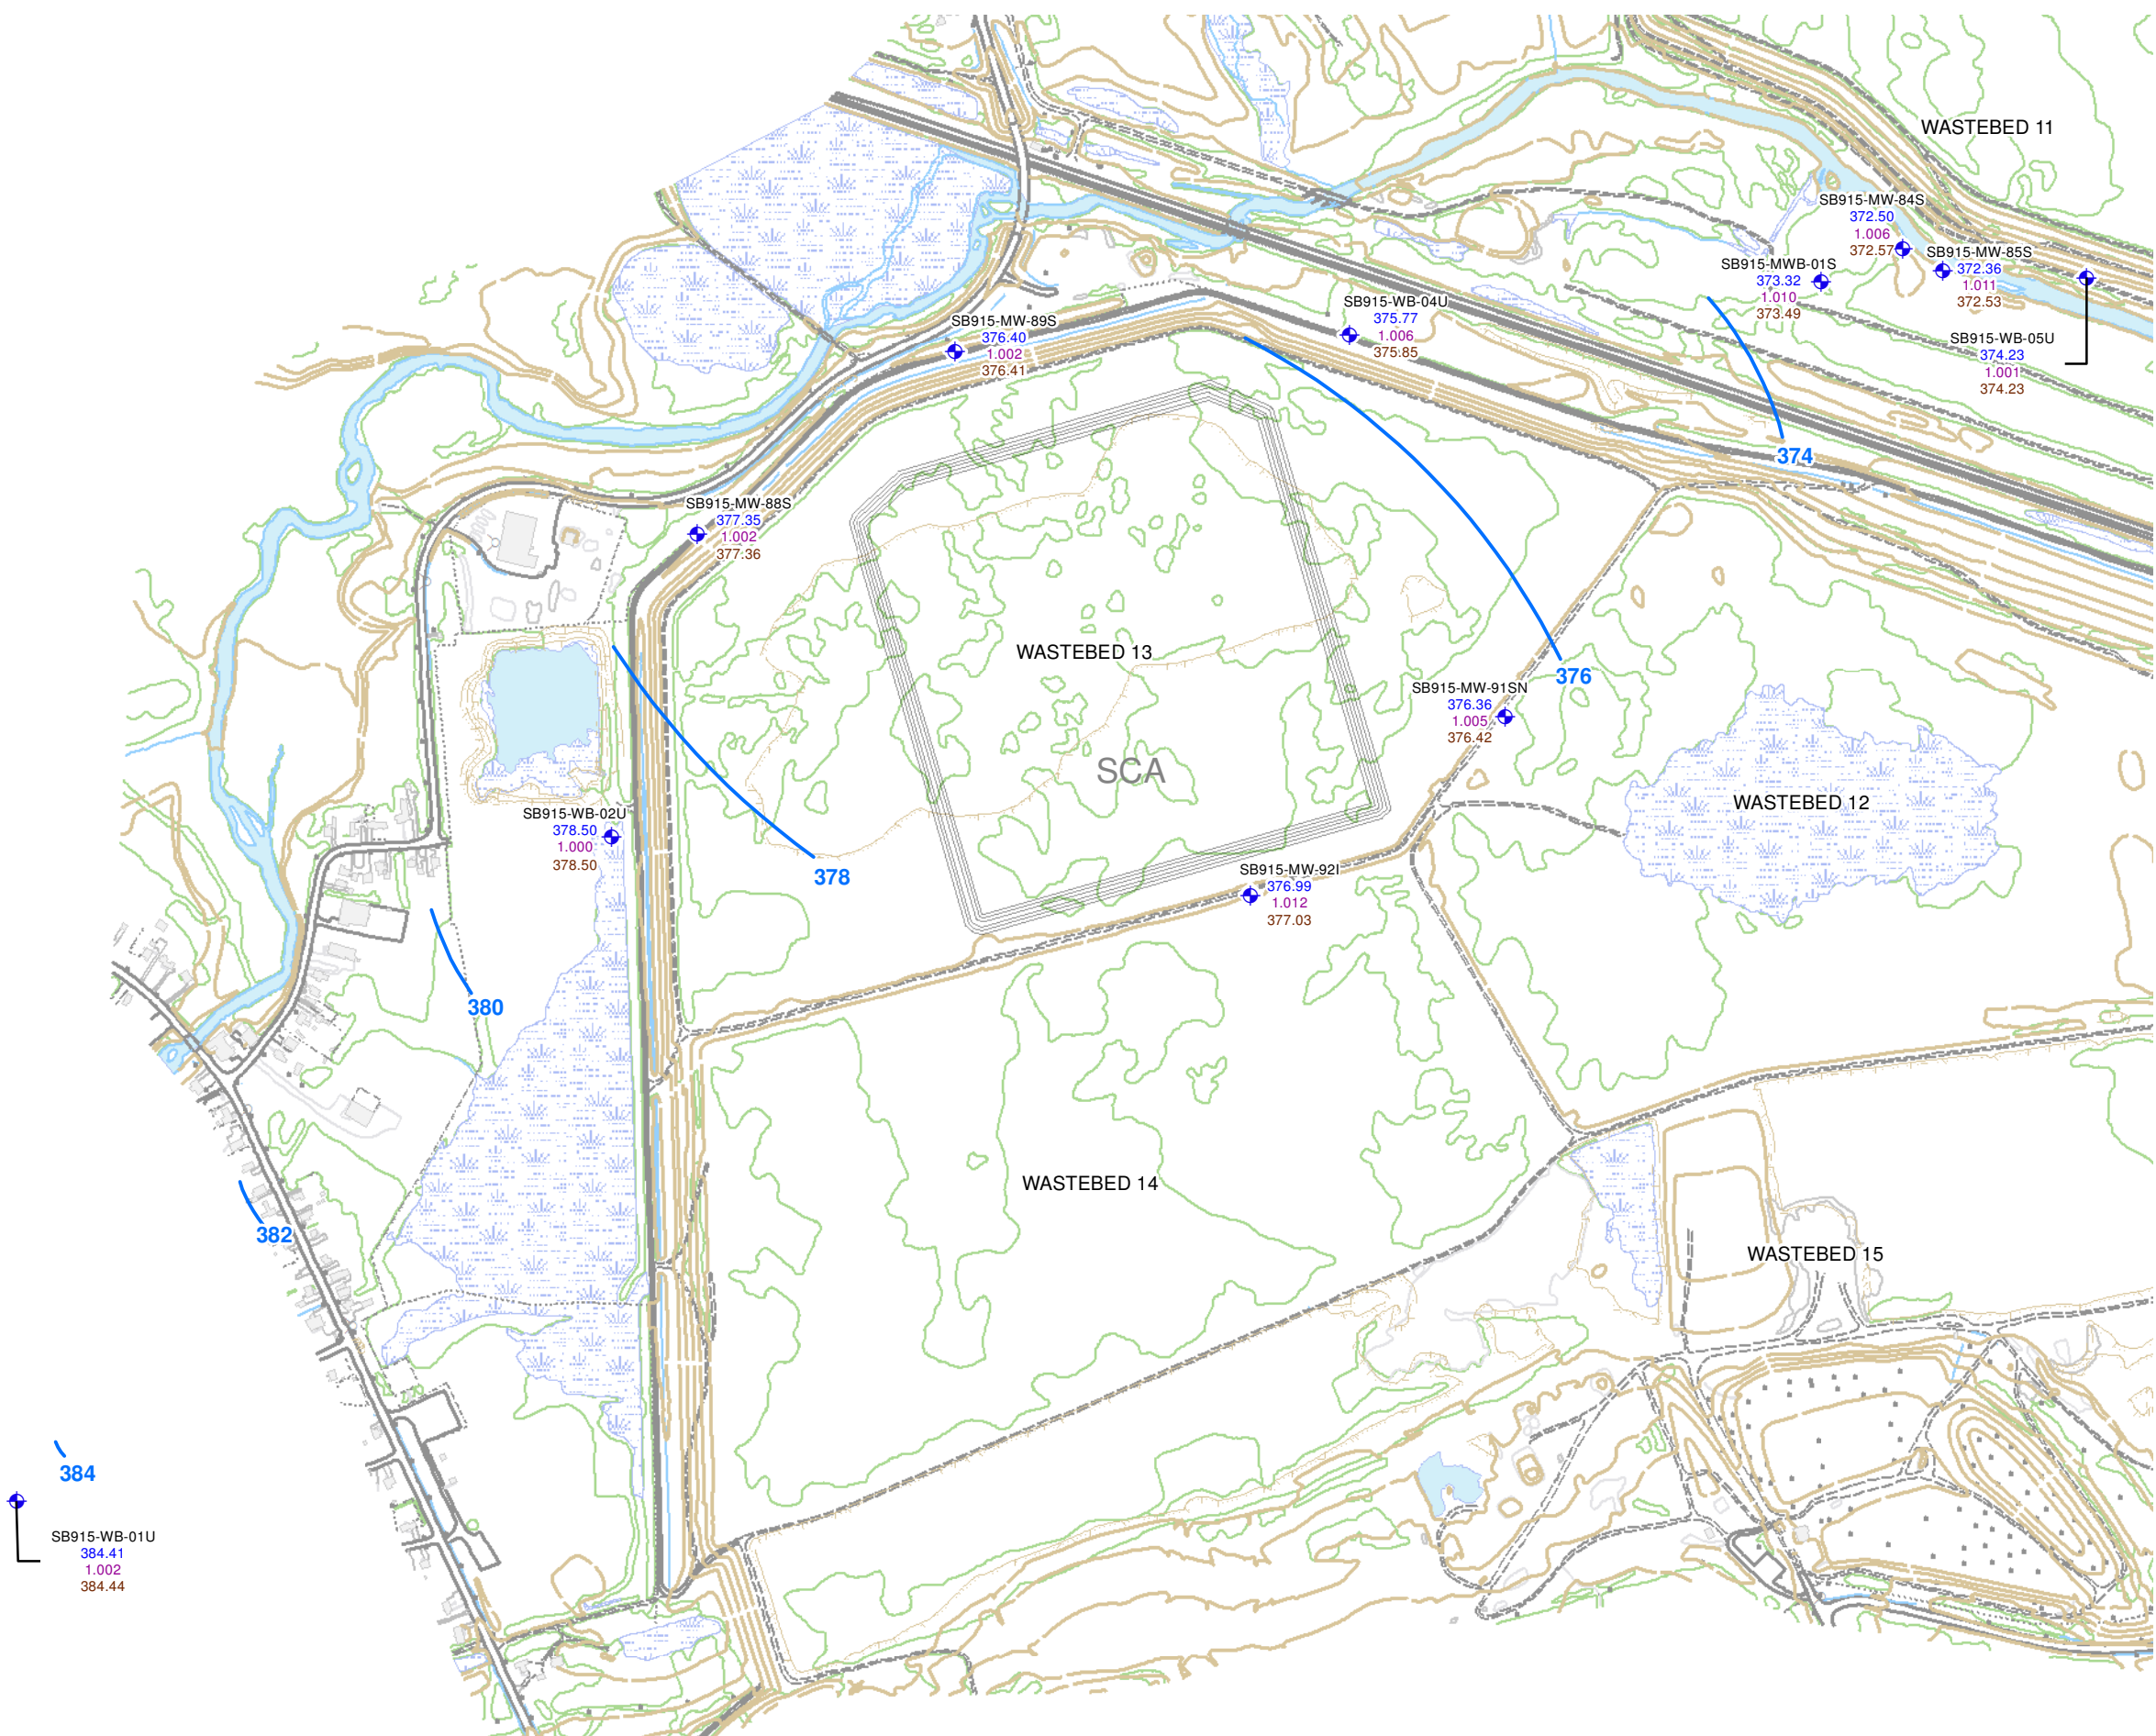 WASTEBED 11
SB915-MW-84S
372.50
1.006
372.57
SB915-MW-85S
372.36
1.011
372.53
SB915-MWB-01S
373.32
1.010
373.49
SB915-WB-04U
375.77
1.006
375.85
SB915-MW-89S
376.40
1.002
376.41
SB915-WB-05U
374.23
1.001
374.23
374
SB915-MW-88S
377.35
1.002
377.36
WASTEBED 13
376
SB915-MW-91SN
376.36
1.005
376.42
SCA
WASTEBED 12
SB915-WB-02U
378.50
1.000
378.50
378
SB915-MW-92I
376.99
1.012
377.03
380
WASTEBED 14
382
WASTEBED 15
384
SB915-WB-01U
384.41
1.002
384.44